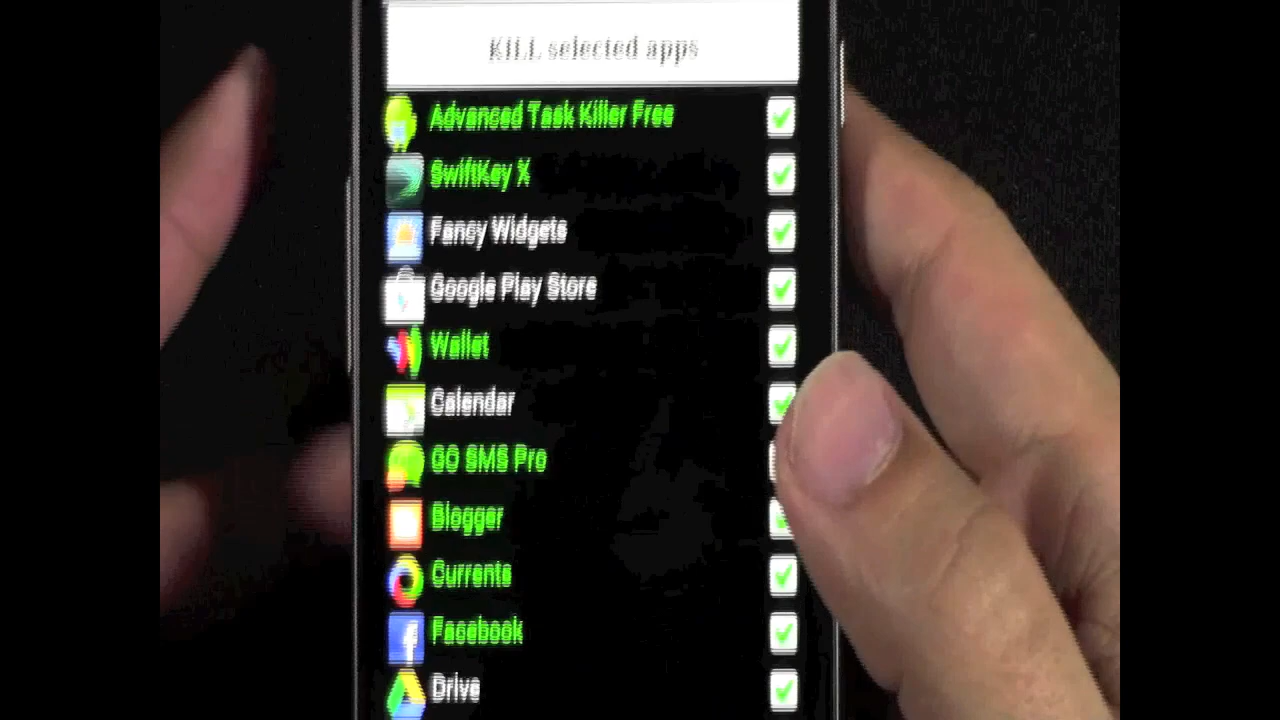 KILL selected apps
Advanced Task Killer Free
SwiftKey X
Fancy Widgets
Google Play Store
Wallet
Calendar
GO SMS Pro
Blogger
Currents
Facebook
Drive